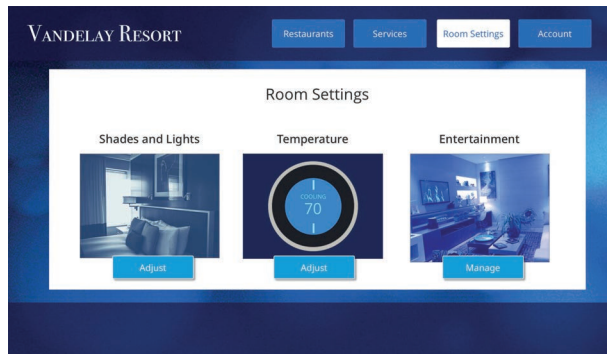 VANDELAY RESORT
Restaurants
Services
Room Settings
Account
Room Settings
Shades and Lights
Temperature
Entertainment
COOLING
70
Adjust
Adjust
Manage